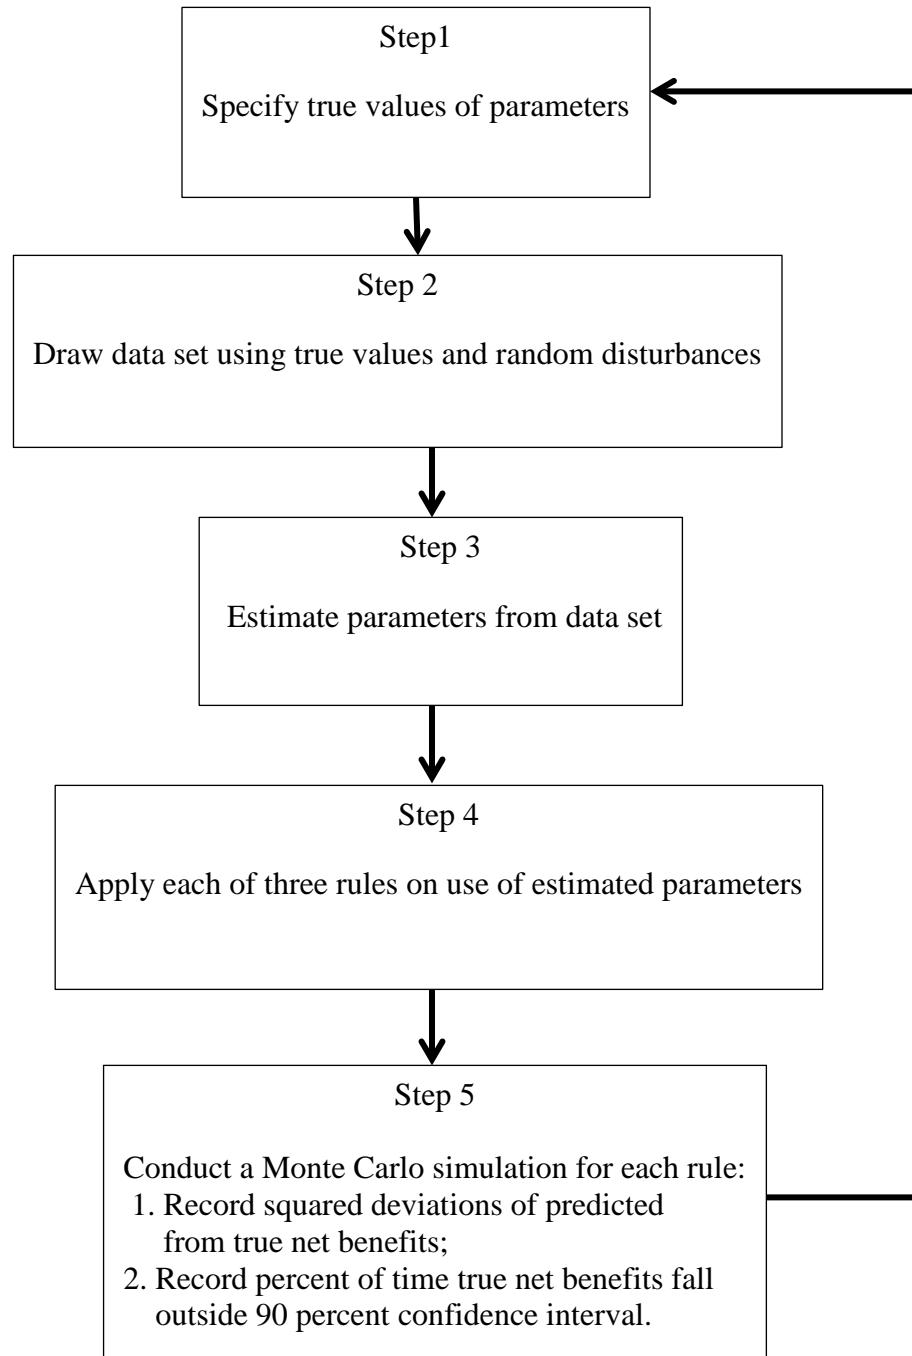 Step1
Specify true values of parameters
Step 2
Draw data set using true values and random disturbances
Step 3
Estimate parameters from data set
Step 4
Apply each of three rules on use of estimated parameters
Step 5
Conduct a Monte Carlo simulation for each rule:
1. Record squared deviations of predicted
from true net benefits;
2. Record percent of time true net benefits fall
outside 90 percent confidence interval.